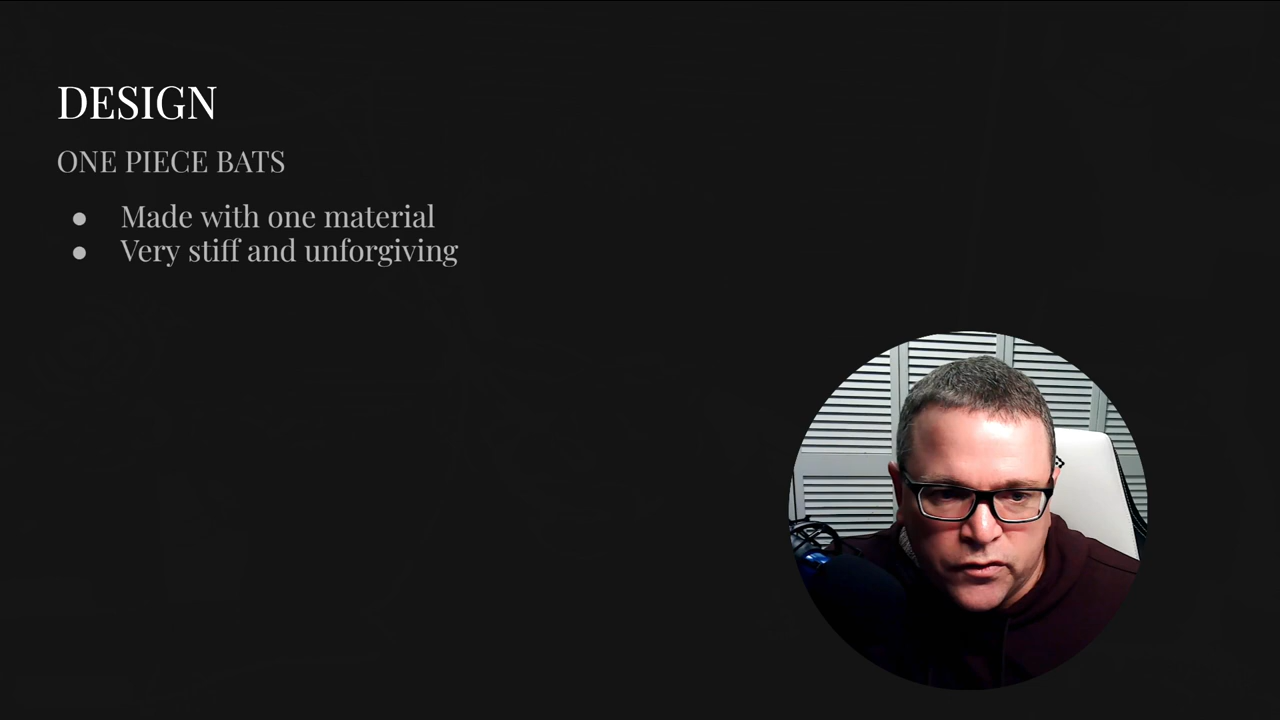 DESIGN
ONE PIECE BATS
● Made with one material
● Very stiff and unforgiving